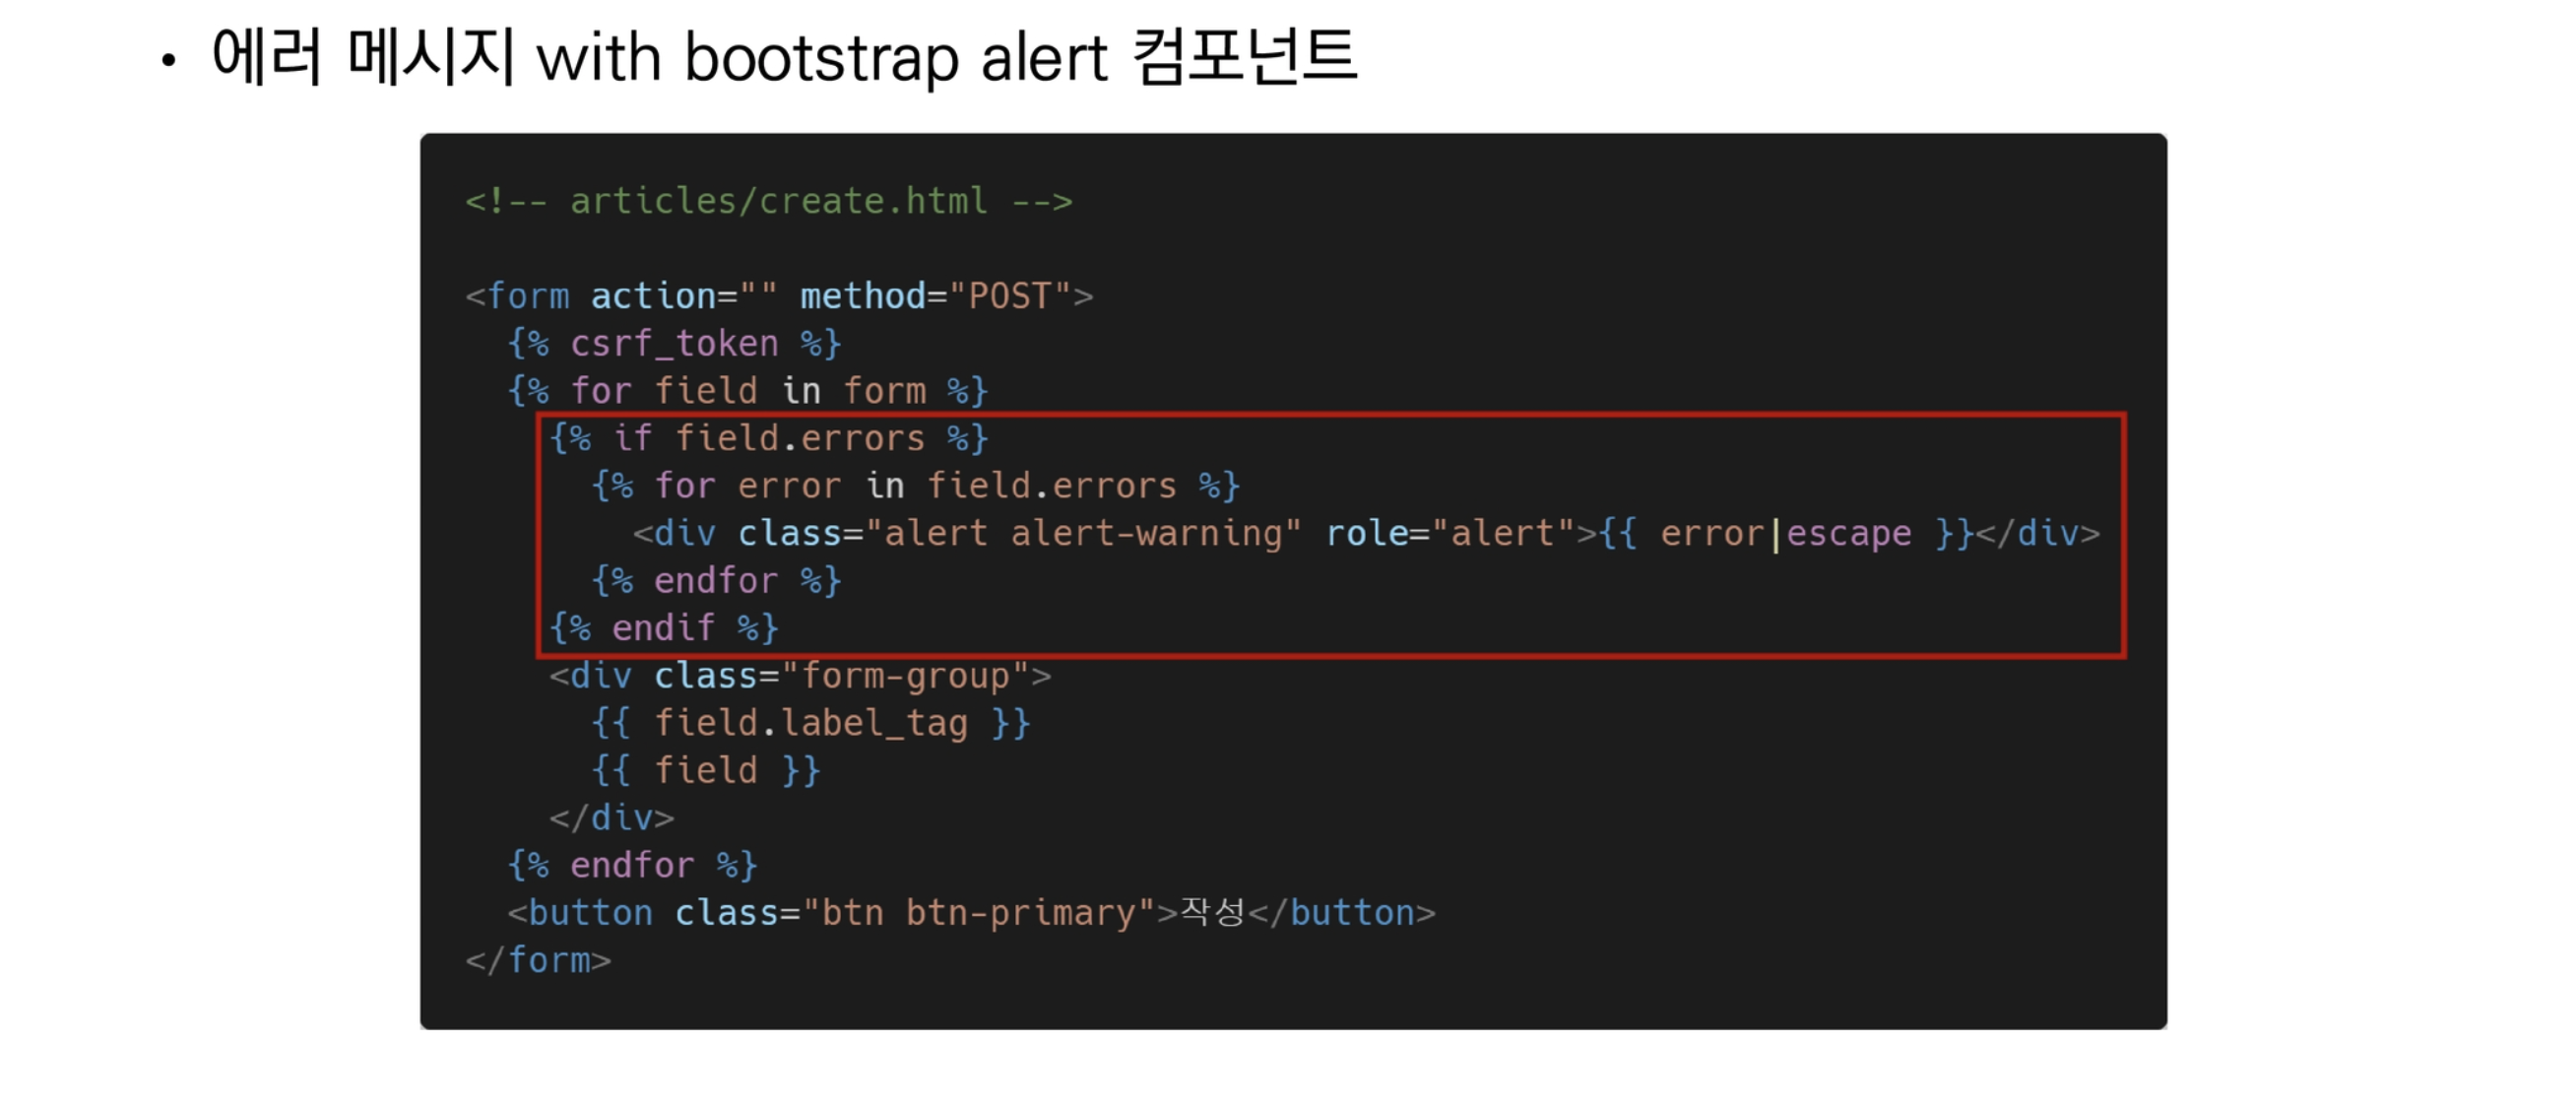 • 에러 메시지 with bootstrap alert 컴포넌트
<!-- articles/create.html -->
<form action="" method="POST">
{% csrf_token %}
{% for field in form %}
{% if field.errors %}
{% for error in field.errors %}
<div class="alert alert-warning" role="alert">{{ error|escape }}</div>
{% endfor %}
{% endif %}
<div class="form-group">
{{ field.label_tag }}
{{ field }}
</div>
{% endfor %}
<button class="btn btn-primary">작성</button>
</form>